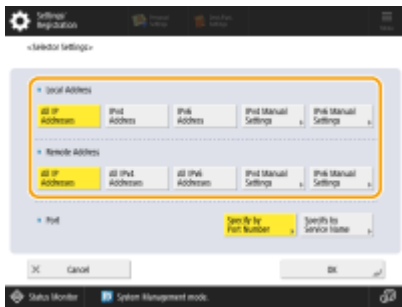 Settings/
Registration
<Selector Settings>
Local Address
All IP
Addresses
IPv4
Address
IPv6
Address
IPv4 Manual
Settings
IPv6 Manual
Settings
Remote Address
All IP
Addresses
All IPv4
Addresses
All IPv6
Addresses
IPv4 Manual
Settings
IPv6 Manual
Settings
Port
Specify by
Port Number
Specify by
Service Name
Cancel
OK
Status Monitor
System Management mode.